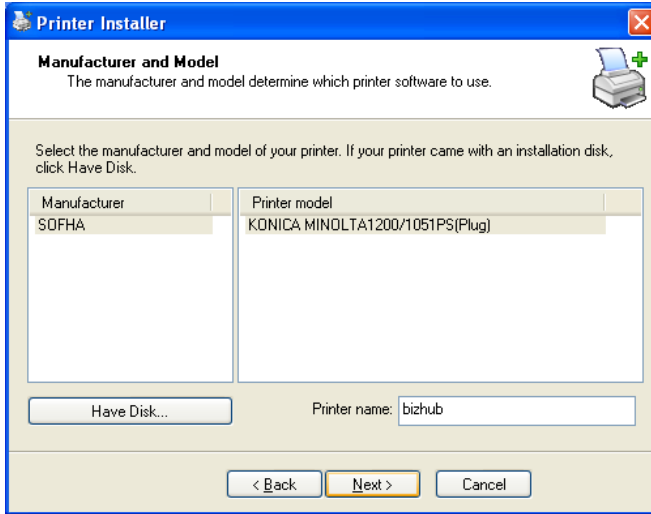 Printer Installer
Manufacturer and Model
The manufacturer and model determine which printer software to use.
Select the manufacturer and model of your printer. If your printer came with an installation disk,
click Have Disk.
Manufacturer
Printer model
SOFHA
KONICA MINOLTA1200/1051PS(Plug)
Have Disk...
Printer name: bizhub
< Back
Next >
Cancel